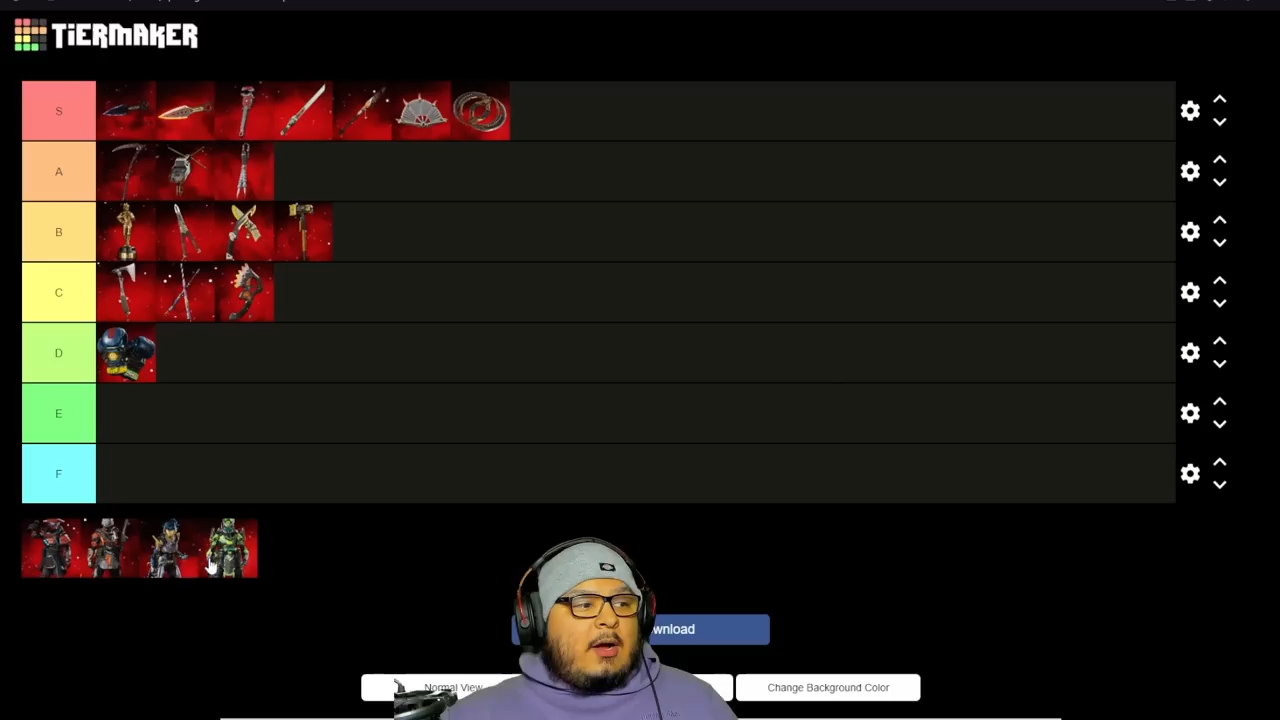 TiERMAKER
S
A
B
C
D
E
F
wnload
Normal View
Change Background Color